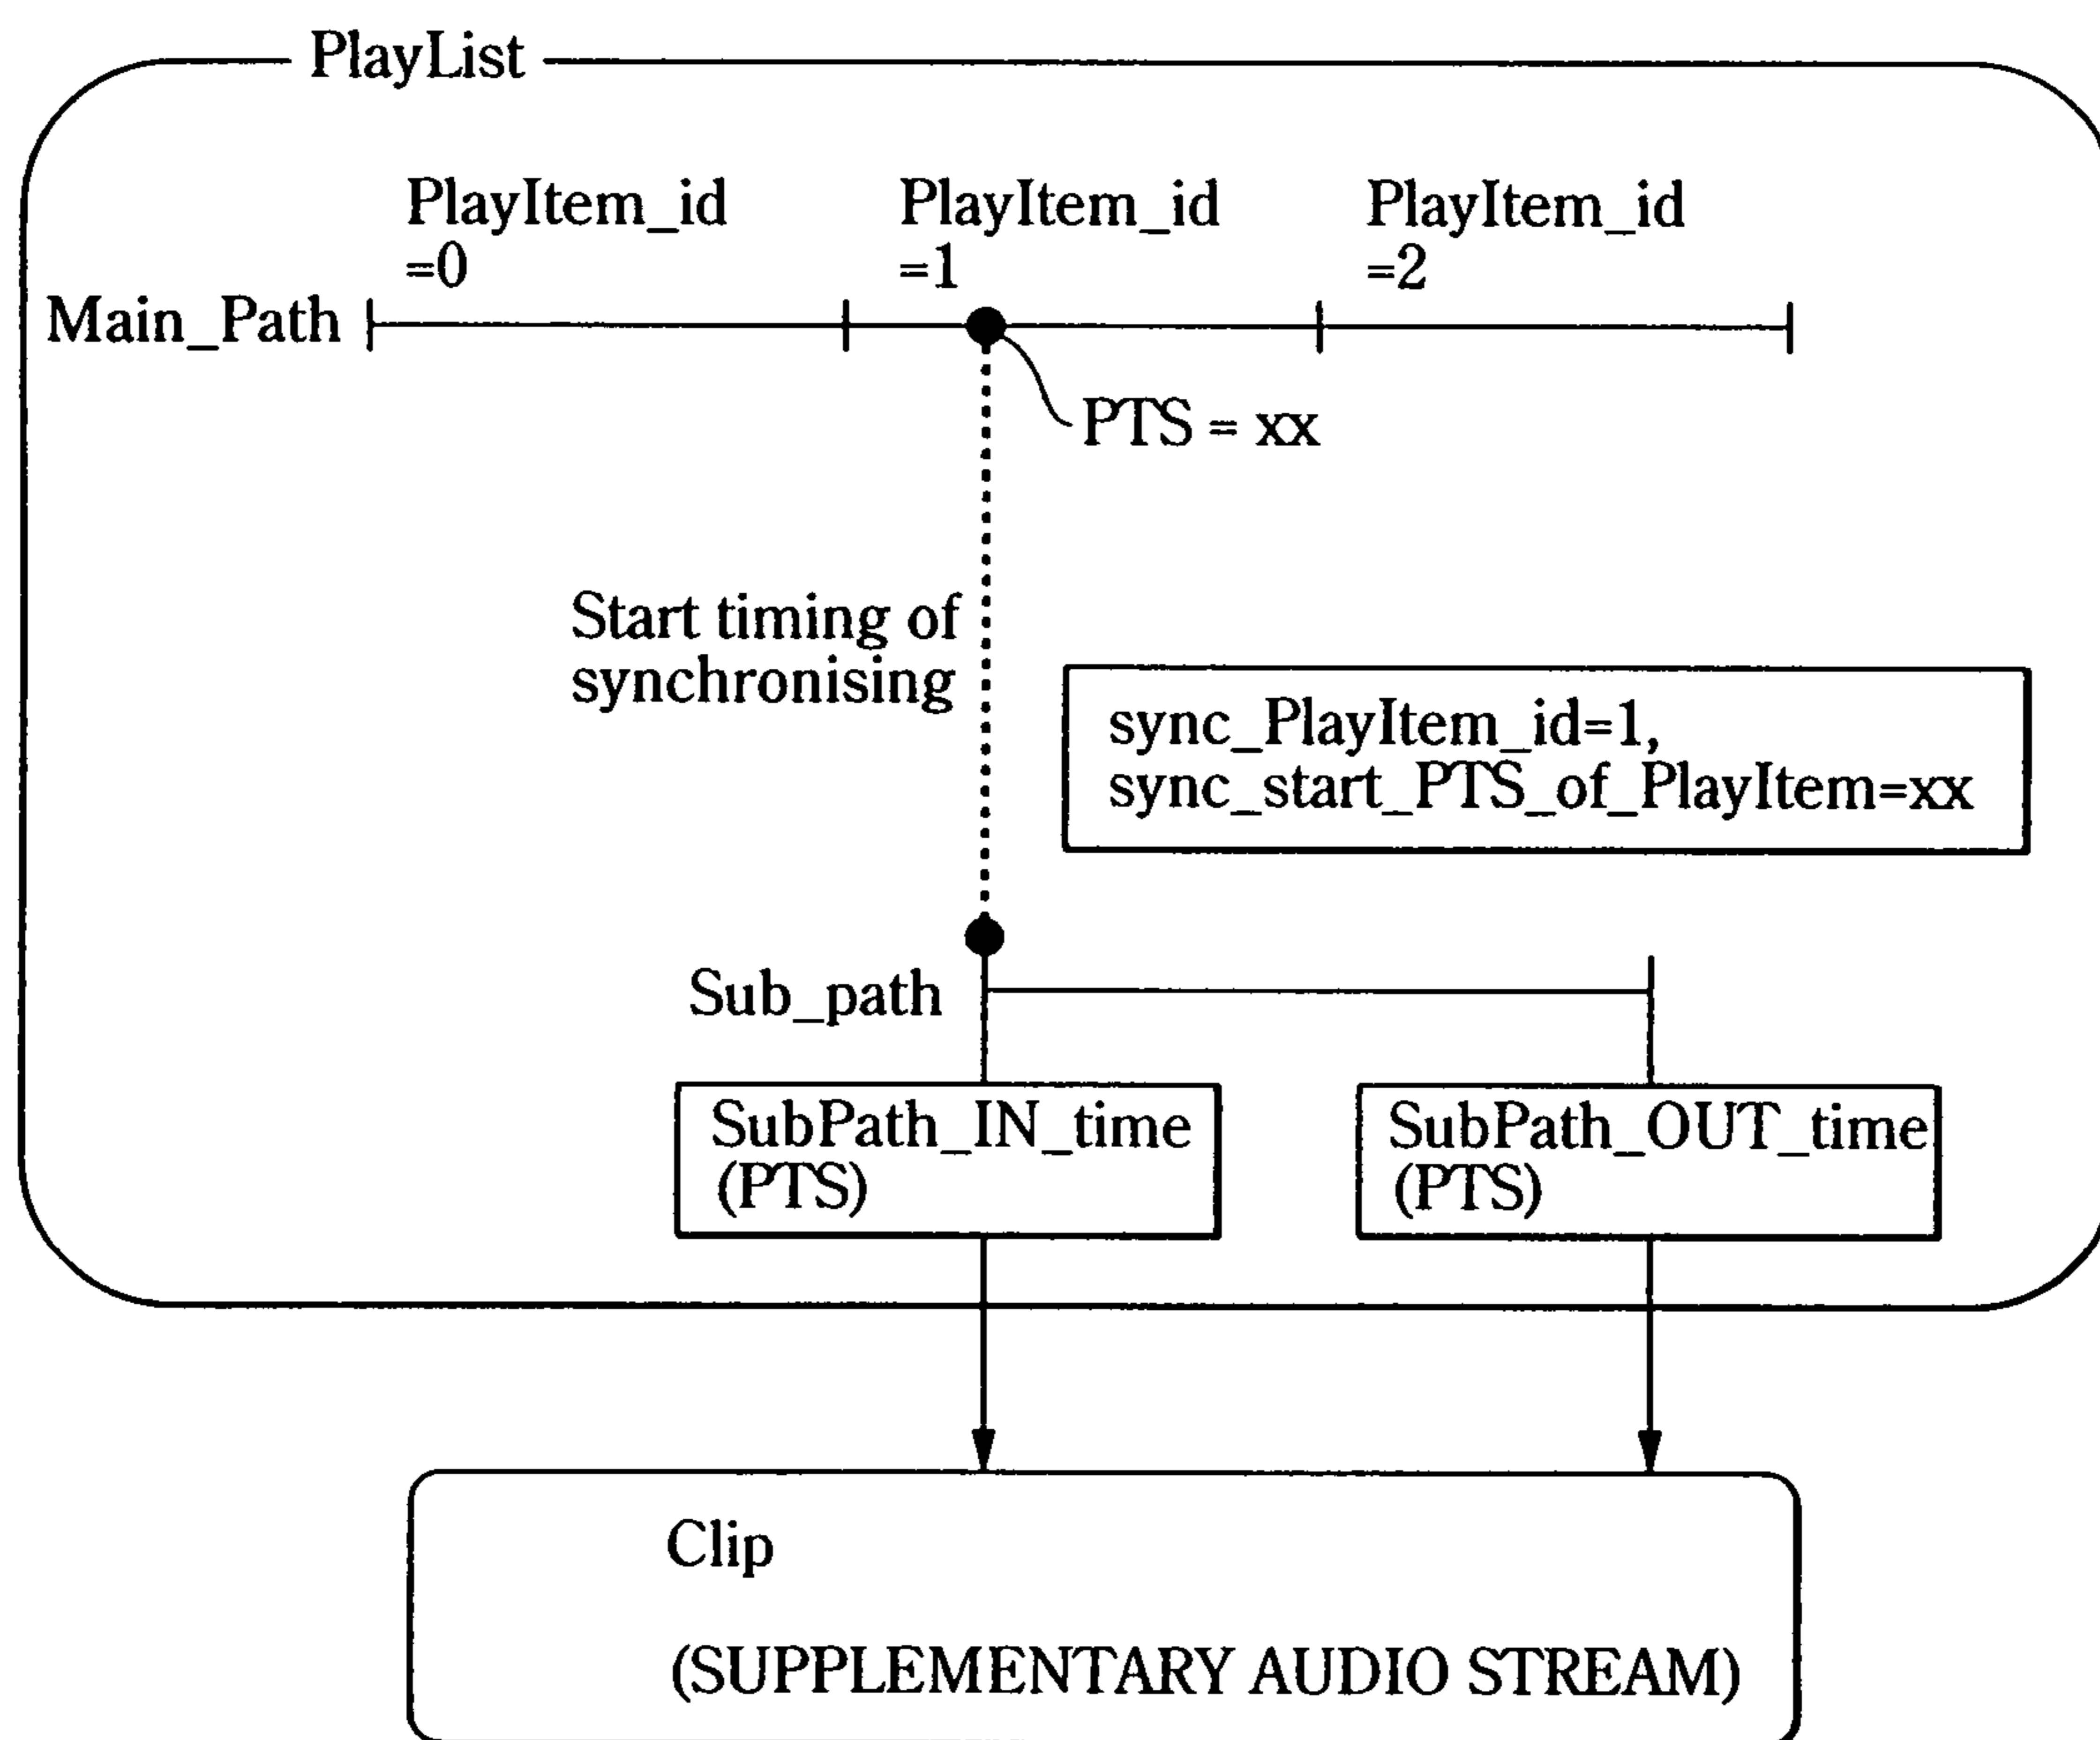 PlayList
PlayItem_id
=0
PlayItem_id
=1
PlayItem_id
=2
Main_Path
PTS = xx
Start timing of
synchronising
sync_PlayItem_id=1,
sync_start_PTS_of_PlayItem=xx
Sub_path
SubPath_IN_time
(PTS)
SubPath_OUT_time
(PTS)
Clip
(SUPPLEMENTARY AUDIO STREAM)